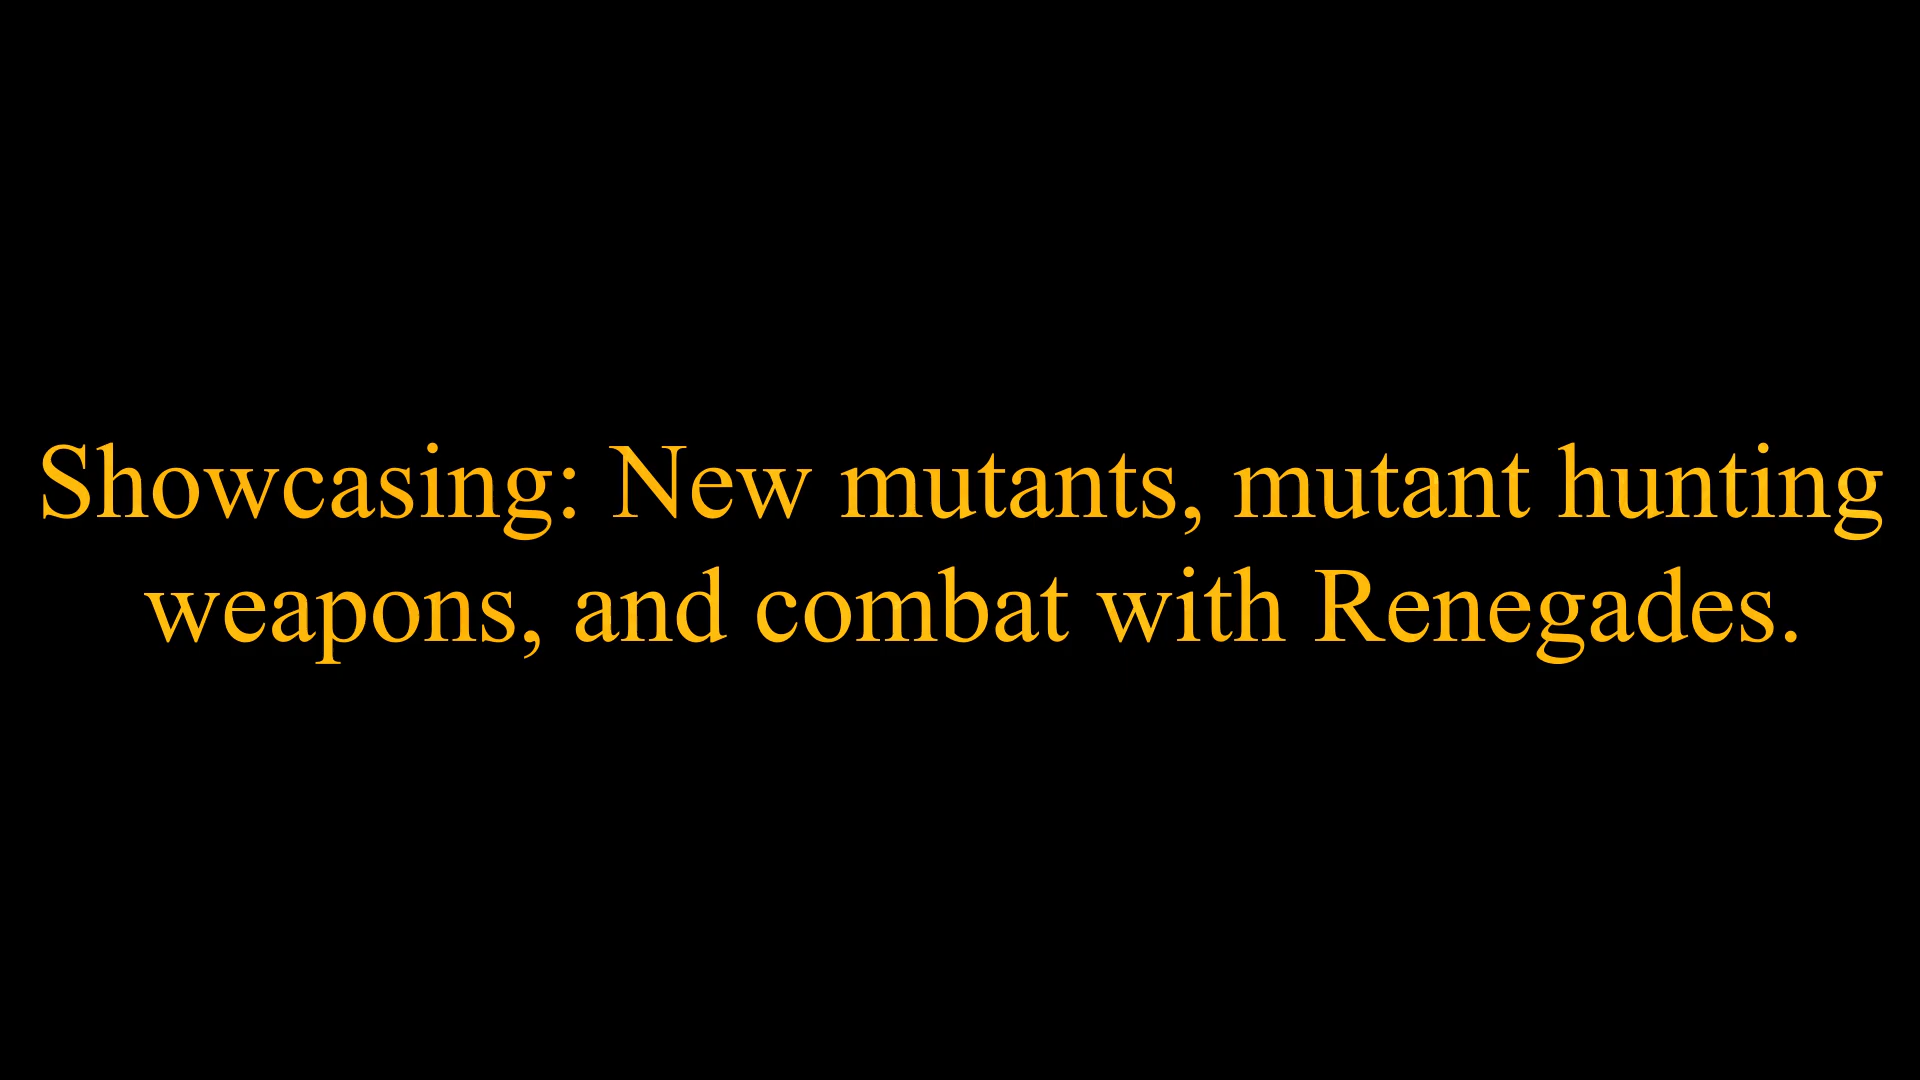 Showcasing: New mutants, mutant hunting
weapons, and combat with Renegades.